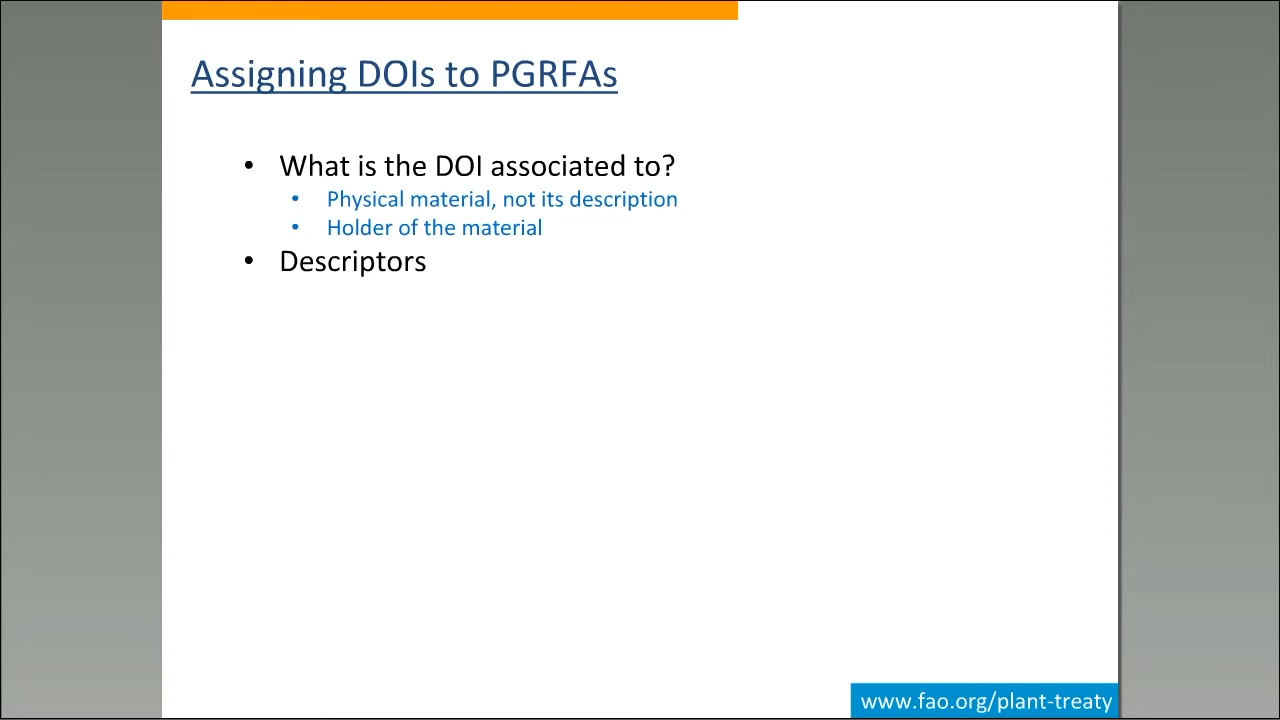 Assigning DOIs to PGRFAs
• What is the DOI associated to?
• Physical material, not its description
• Holder of the material
• Descriptors
www.fao.org/plant-treaty